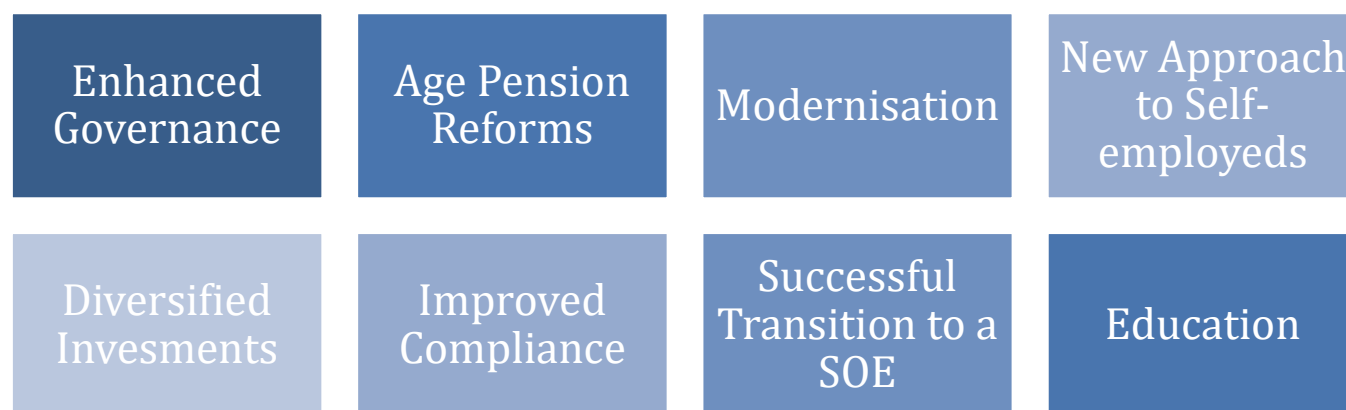 Enhanced
Governance
Age Pension
Reforms
Modernisation
New Approach
to Self-
employeds
Diversified
Invesments
Improved
Compliance
Successful
Transition to a
SOE
Education